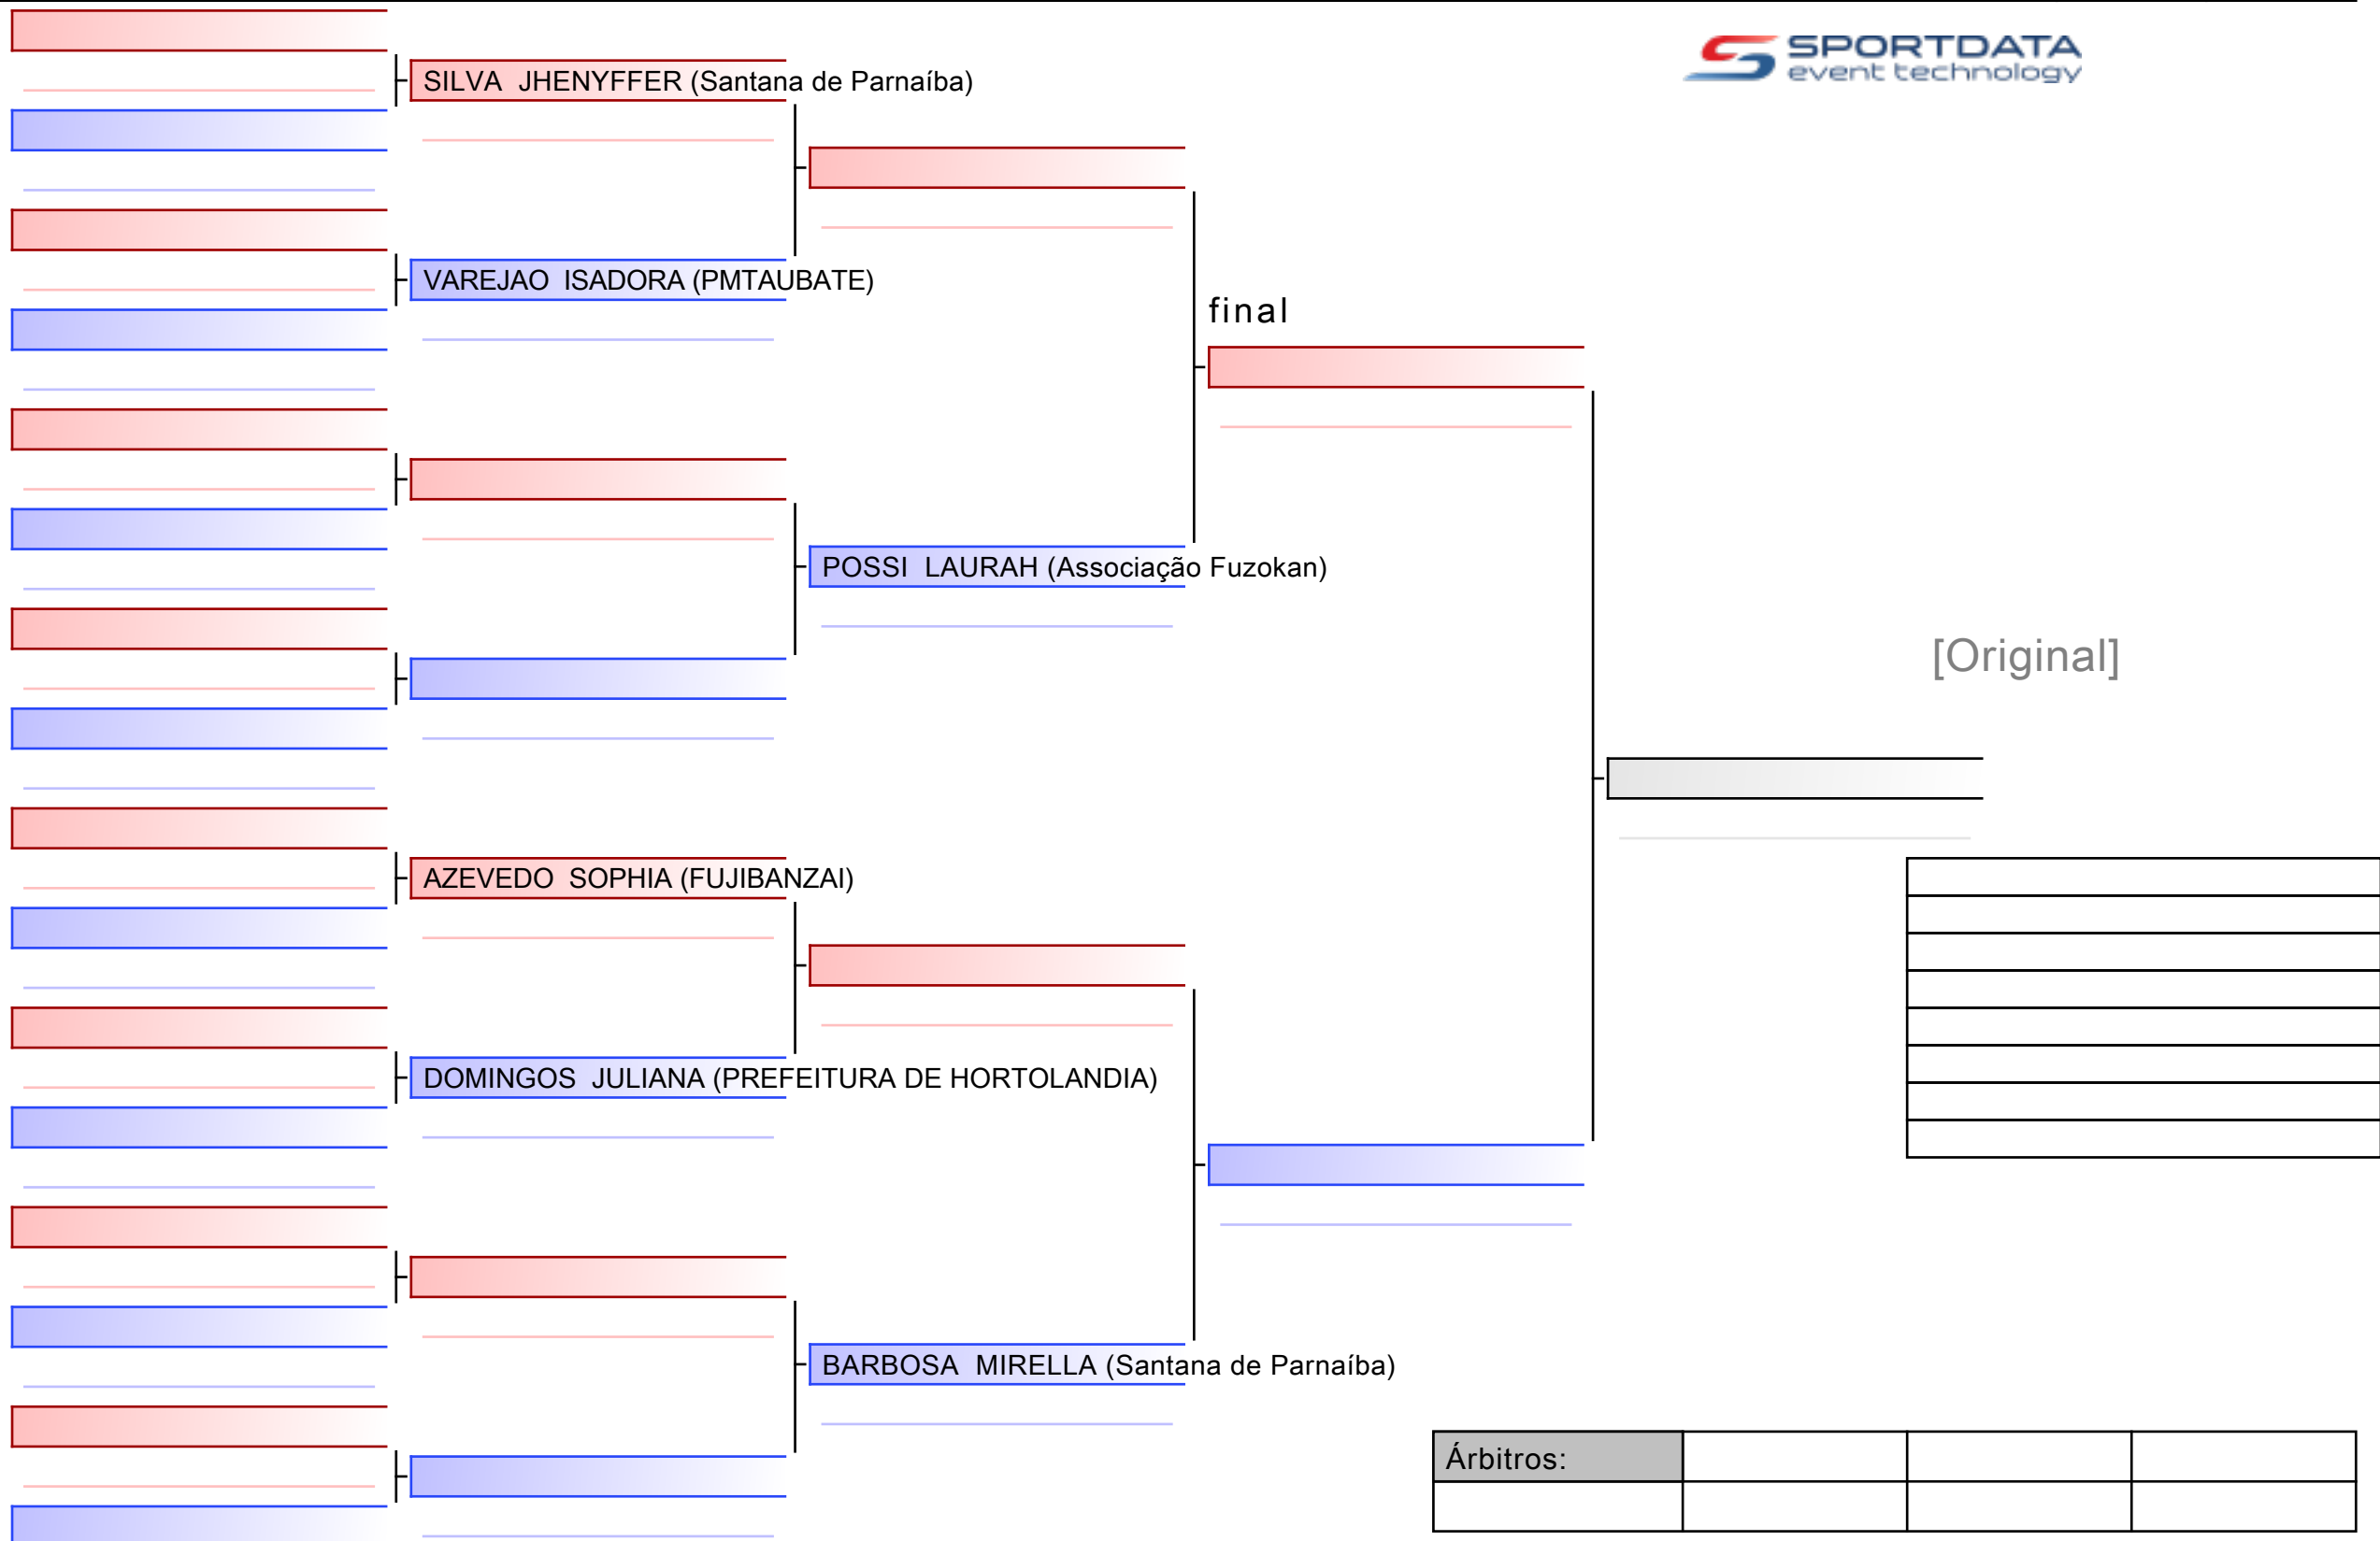 SPORTDATA
event technology
SILVA  JHENYFFER (Santana de Parnaíba)
VAREJAO  ISADORA (PMTAUBATE)
final
POSSI  LAURAH (Associação Fuzokan)
[Original]
AZEVEDO  SOPHIA (FUJIBANZAI)
DOMINGOS  JULIANA (PREFEITURA DE HORTOLANDIA)
BARBOSA  MIRELLA (Santana de Parnaíba)
Árbitros: